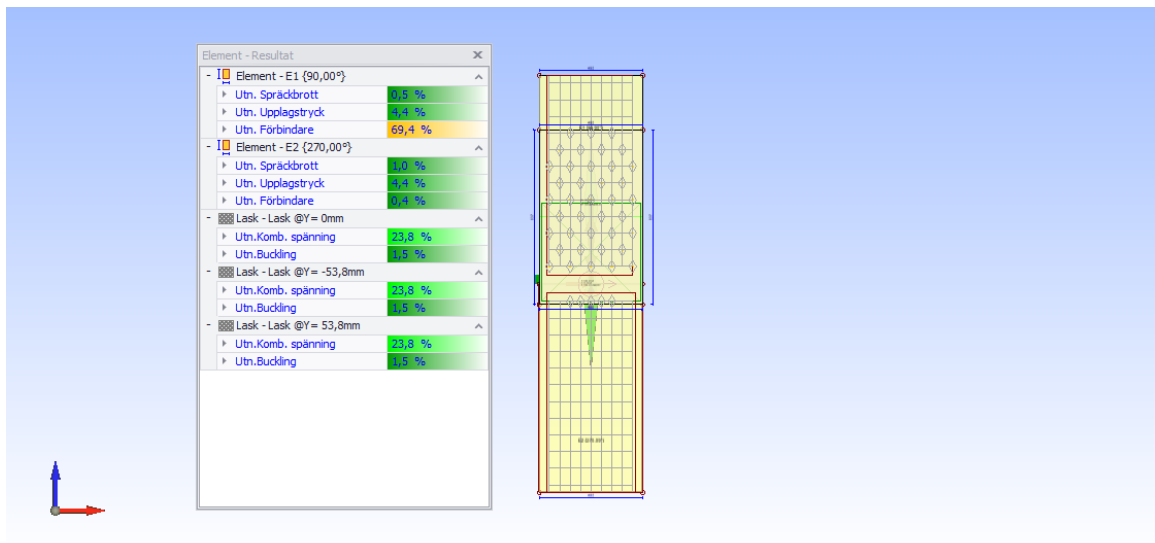 Element - Resultat
Element - E1 {90,00°}
Utn. Spräckbrott 0,5 %
Utn. Upplagstryck 4,4 %
Utn. Förbindare 69,4 %
Element - E2 {270,00°}
Utn. Spräckbrott 1,0 %
Utn. Upplagstryck 4,4 %
Utn. Förbindare 0,4 %
Lask - Lask @Y= 0mm
Utn.Komb. spänning 23,8 %
Utn.Buckling 1,5 %
Lask - Lask @Y= -53,8mm
Utn.Komb. spänning 23,8 %
Utn.Buckling 1,5 %
Lask - Lask @Y= 53,8mm
Utn.Komb. spänning 23,8 %
Utn.Buckling 1,5 %